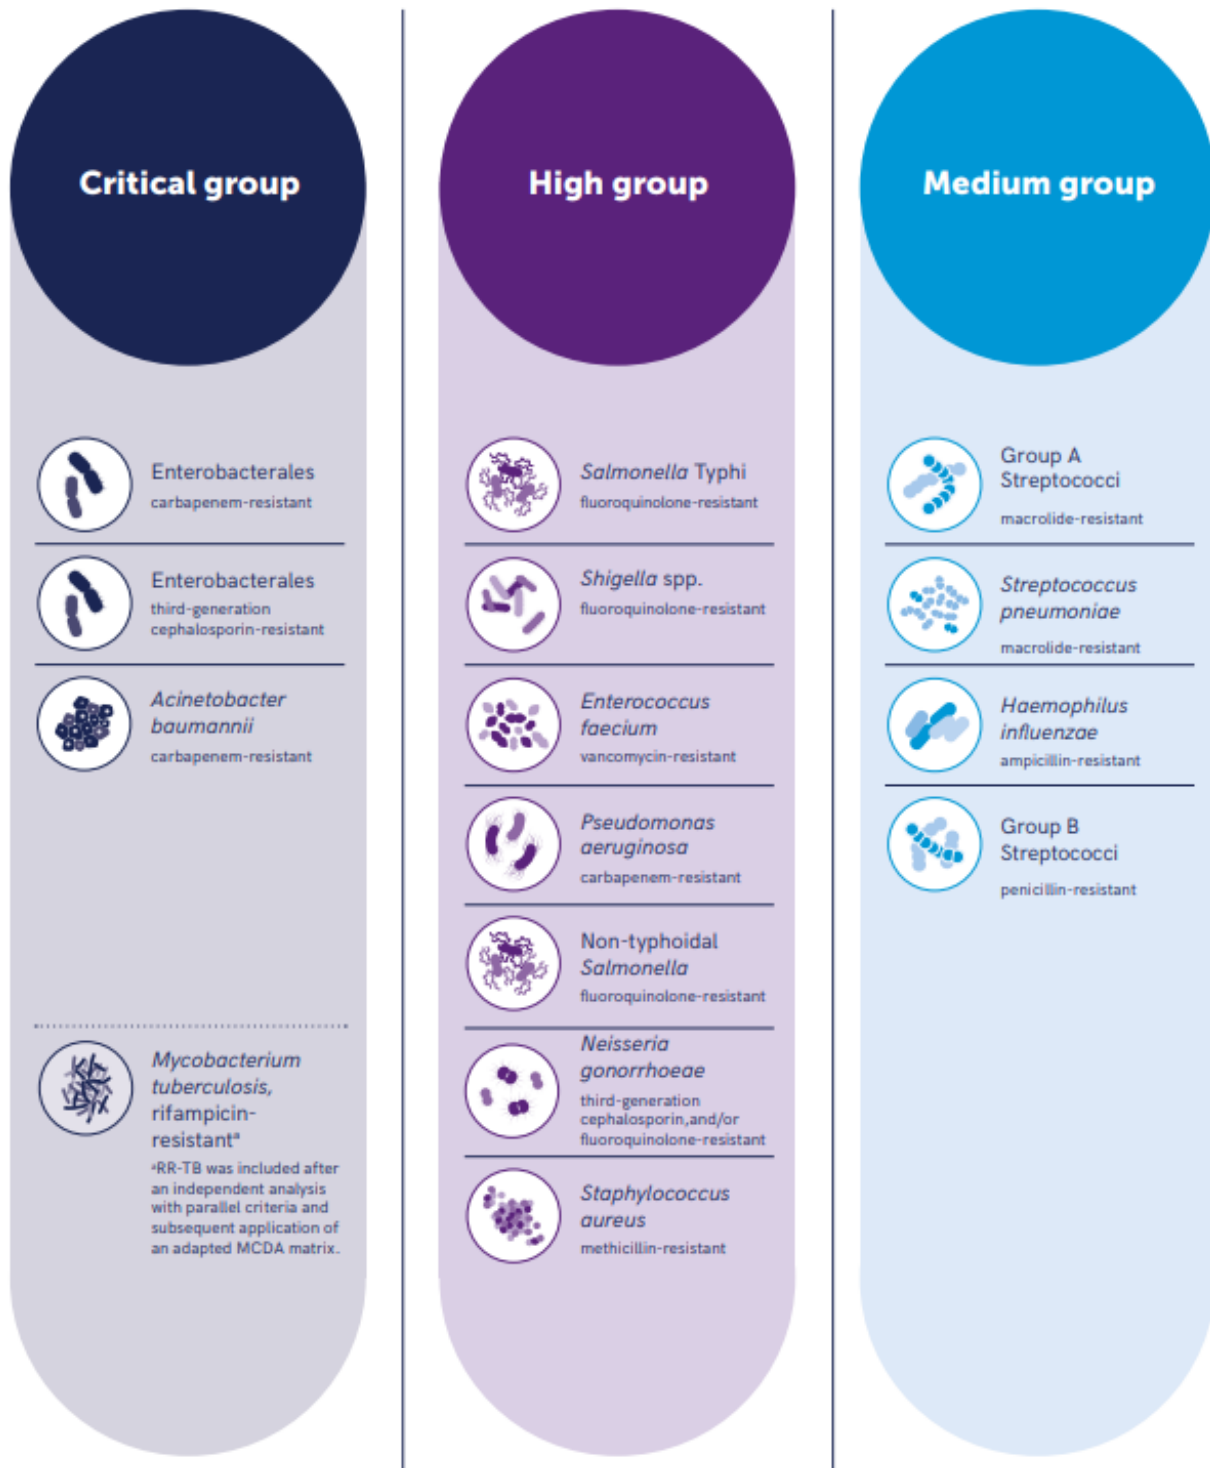 Critical group
Enterobacterales
carbapenem-resistant
Enterobacterales
third-generation
cephalosporin-resistant
Acinetobacter
baumannii
carbapenem-resistant
Mycobacterium
tuberculosis,
rifampicin-
resistantᵃ
ᵃRR-TB was included after
an independent analysis
with parallel criteria and
subsequent application of
an adapted MCDA matrix.
High group
Salmonella Typhi
fluoroquinolone-resistant
Shigella spp.
fluoroquinolone-resistant
Enterococcus
faecium
vancomycin-resistant
Pseudomonas
aeruginosa
carbapenem-resistant
Non-typhoidal
Salmonella
fluoroquinolone-resistant
Neisseria
gonorrhoeae
third-generation
cephalosporin,and/or
fluoroquinolone-resistant
Staphylococcus
aureus
methicillin-resistant
Medium group
Group A
Streptococci
macrolide-resistant
Streptococcus
pneumoniae
macrolide-resistant
Haemophilus
influenzae
ampicillin-resistant
Group B
Streptococci
penicillin-resistant